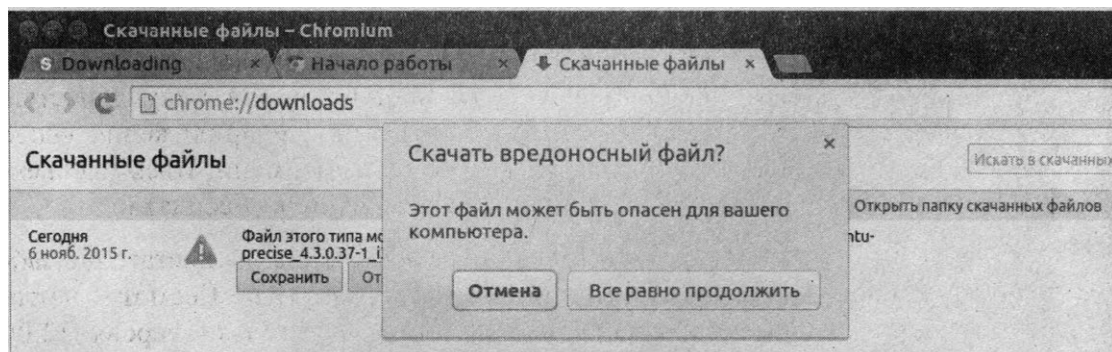 Скачанные файлы – Chromium
S Downloading × Начало работы × Скачанные файлы ×
chrome://downloads
Скачанные файлы
Искать в скачанных
Открыть папку скачанных файлов
Сегодня
6 нояб. 2015 г.
Файл этого типа
ntu-
precise_4.3.0.37-1_i
Сохранить
Скачать вредоносный файл? ×
Этот файл может быть опасен для вашего
компьютера.
Отмена Все равно продолжить